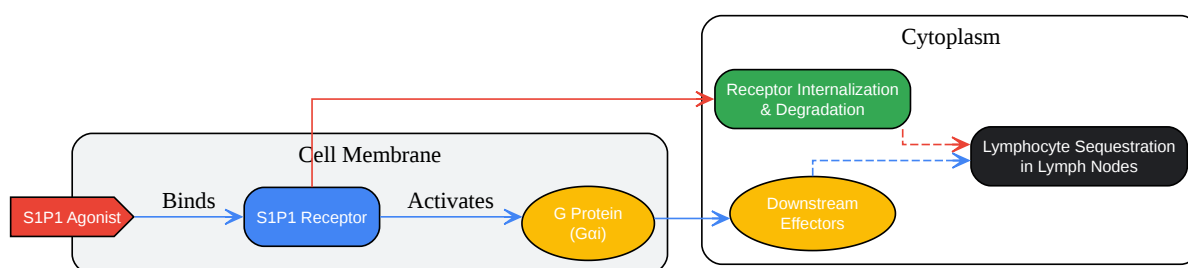 Cytoplasm
Receptor Internalization
& Degradation
Cell Membrane
Lymphocyte Sequestration
in Lymph Nodes
S1P1 Agonist
Binds
S1P1 Receptor
Activates
G Protein
(Gαi)
Downstream
Effectors